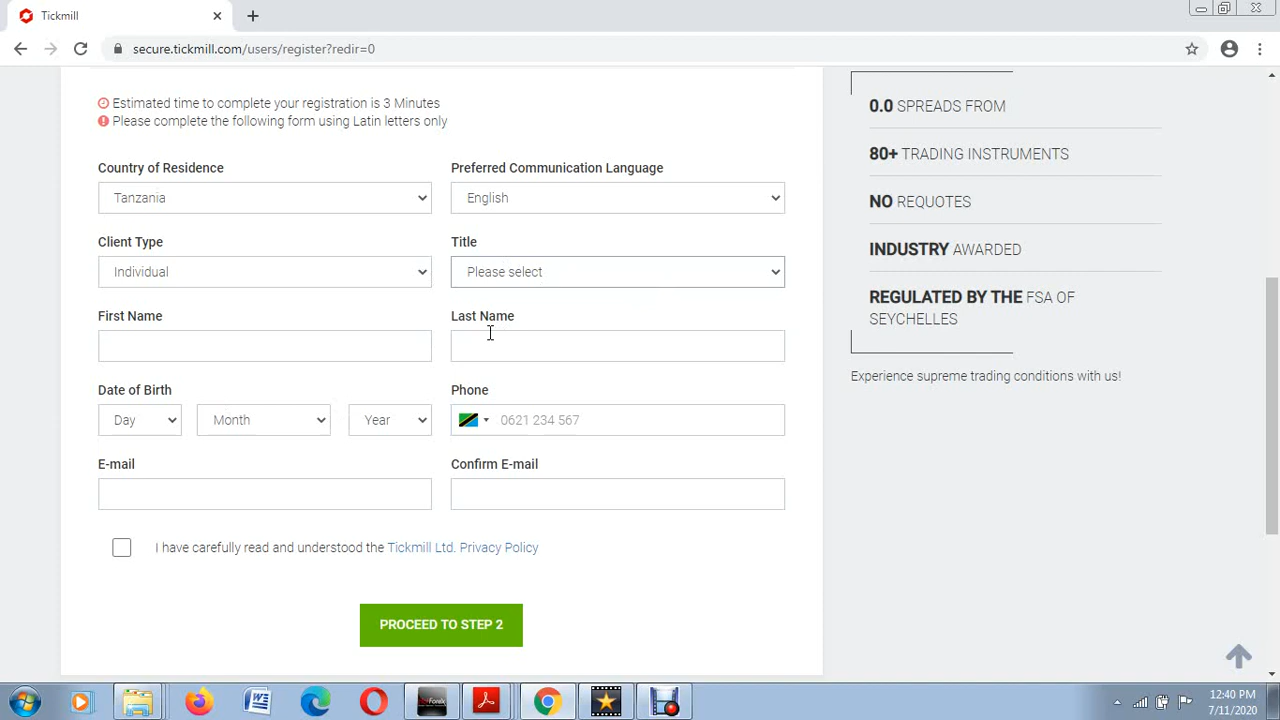 Tickmill
secure.tickmill.com/users/register?redir=0
Estimated time to complete your registration is 3 Minutes
Please complete the following form using Latin letters only
Country of Residence
Preferred Communication Language
Tanzania
English
Client Type
Title
Individual
Please select
First Name
Last Name
Date of Birth
Phone
Day
Month
Year
0621 234 567
E-mail
Confirm E-mail
I have carefully read and understood the Tickmill Ltd. Privacy Policy
PROCEED TO STEP 2
0.0 SPREADS FROM
80+ TRADING INSTRUMENTS
NO REQUOTES
INDUSTRY AWARDED
REGULATED BY THE FSA OF
SEYCHELLES
Experience supreme trading conditions with us!
12:40 PM
7/11/2020